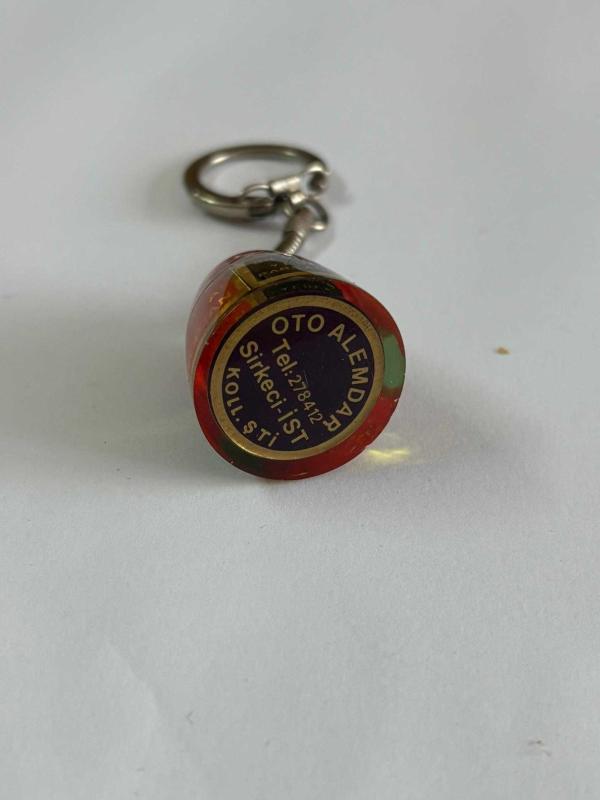 OTO ALEMDAR
Tel: 278412
Sirkeci-İST
KOLL.ŞTİ